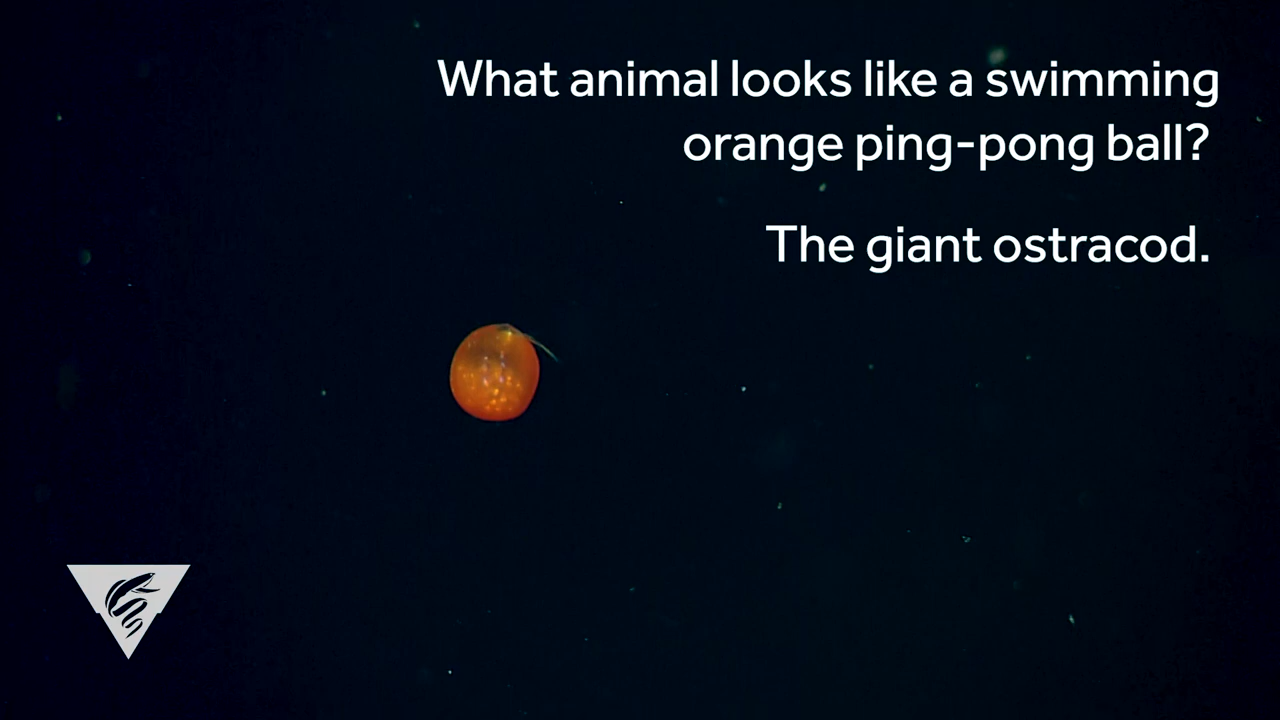 What animal looks like a swimming
orange ping-pong ball?
The giant ostracod.